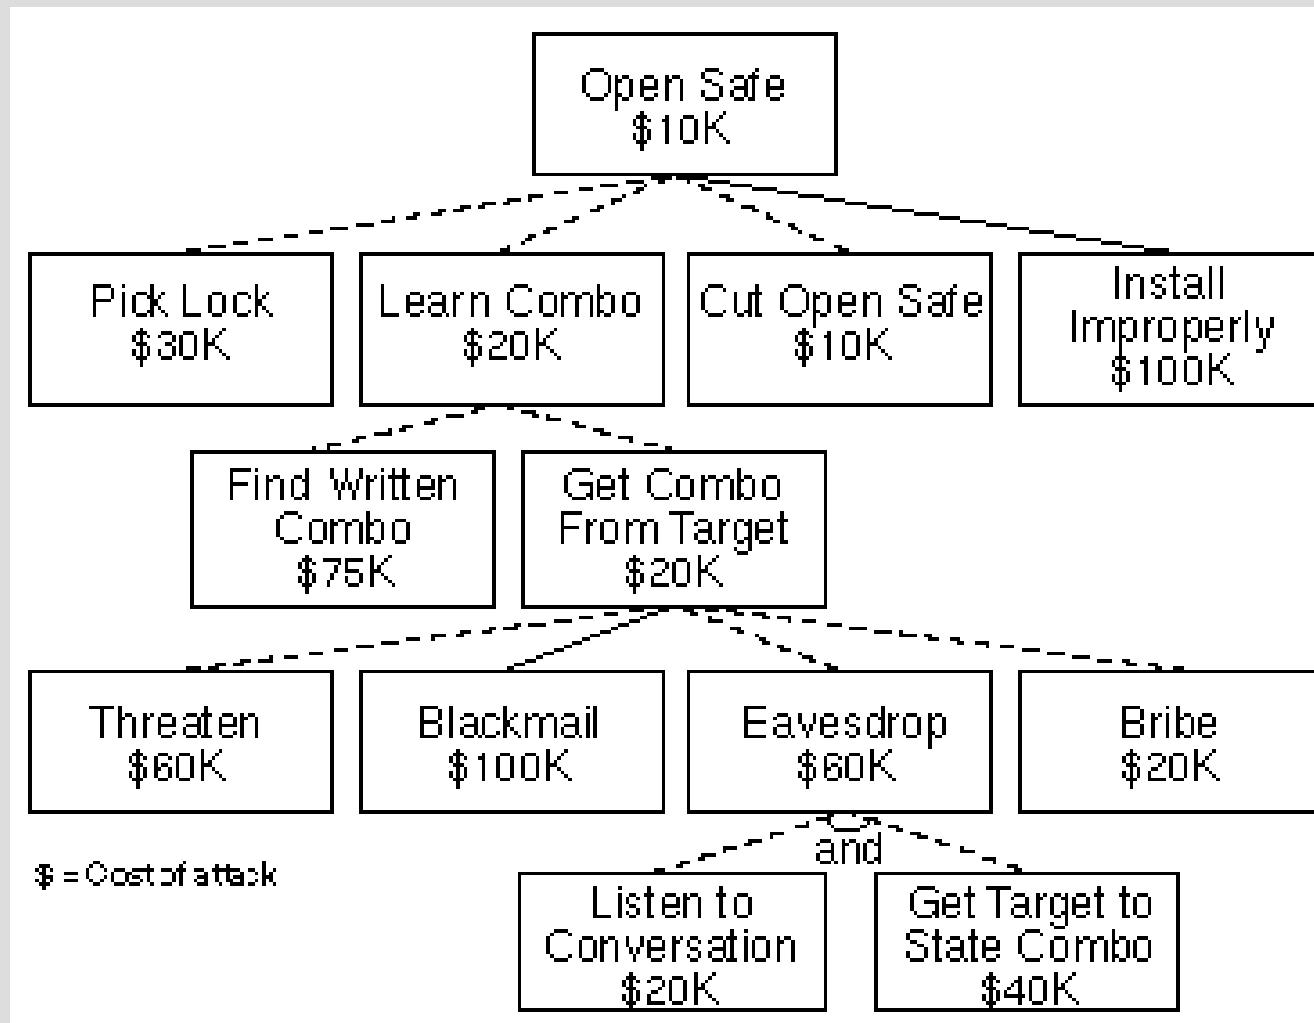 Open Safe
$10K
Pick Lock
$30K
Learn Combo
$20K
Cut Open Safe
$10K
Install
Improperly
$100K
Find Written
Combo
$75K
Get Combo
From Target
$20K
Threaten
$60K
Blackmail
$100K
Eavesdrop
$60K
Bribe
$20K
and
$ = Cost of attack
Listen to
Conversation
$20K
Get Target to
State Combo
$40K